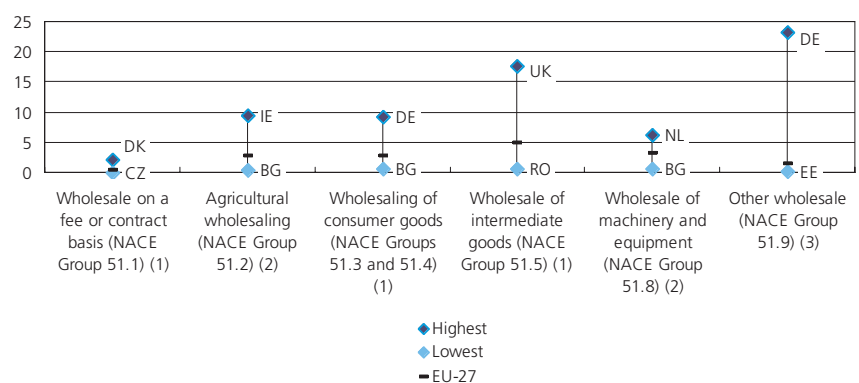 25
20
15
10
5
0
DK
CZ
IE
BG
DE
BG
UK
RO
NL
BG
DE
EE
Wholesale on a
fee or contract
basis (NACE
Group 51.1) (1)
Agricultural
wholesaling
(NACE Group
51.2) (2)
Wholesaling of
consumer goods
(NACE Groups
51.3 and 51.4)
(1)
Wholesale of
intermediate
goods (NACE
Group 51.5) (1)
Wholesale of
machinery and
equipment
(NACE Group
51.8) (2)
Other wholesale
(NACE Group
51.9) (3)
Highest
Lowest
EU-27